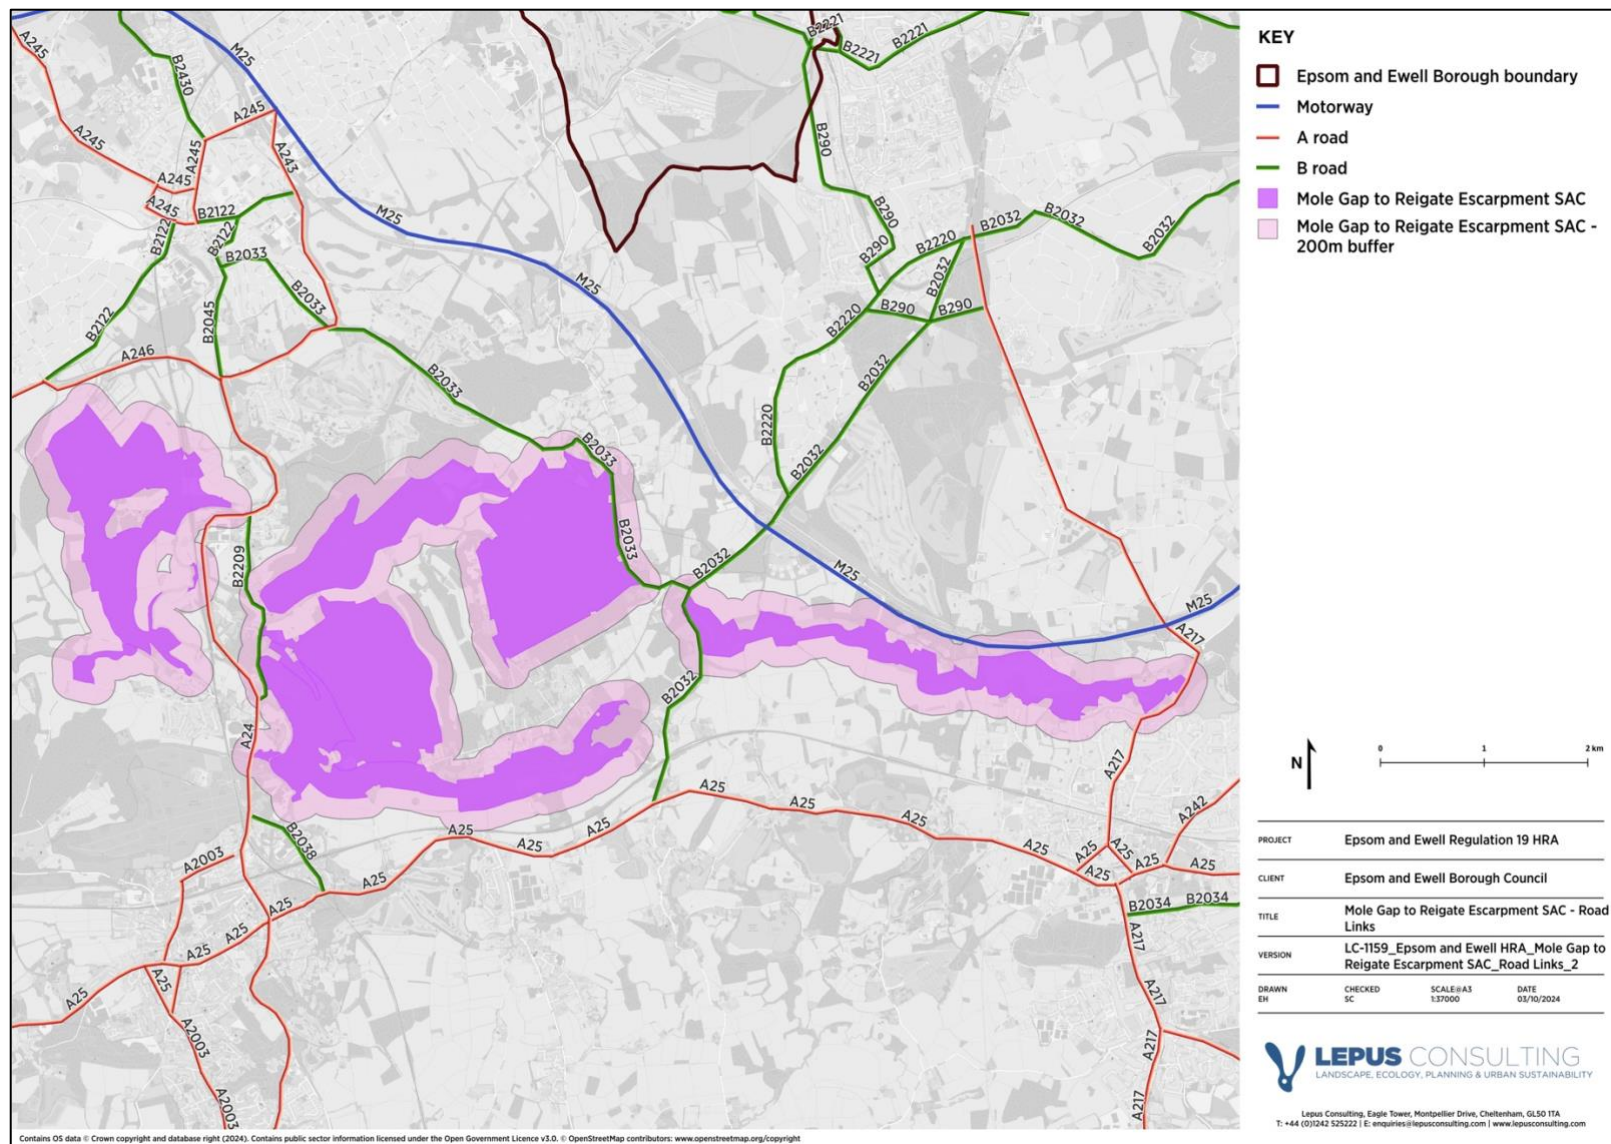 B2221
B2221
B2221
A245
M25
B2430
A245
A245
A245
A243
B290
A245
A245
B2122
B2122
B2122
M25
B290
B290
B2220
B2032
B2032
B2032
B2032
B2033
B2033
M25
B2122
B2045
B2220
B290
B290
A246
B2033
B2032
B2220
B2033
B2032
B2033
B2209
B2032
M25
M25
A217
B2032
A24
A217
A25
A25
A25
A242
A25
A25
A25
A25
A25
A25
A25
A25
A25
B2038
A2003
A25
A25
A25
A25
A25
B2034
B2034
A217
A217
A2003
A217
A2003
A217
KEY
Epsom and Ewell Borough boundary
Motorway
A road
B road
Mole Gap to Reigate Escarpment SAC
Mole Gap to Reigate Escarpment SAC -
200m buffer
N
0 1 2 km
PROJECT Epsom and Ewell Regulation 19 HRA
CLIENT Epsom and Ewell Borough Council
TITLE Mole Gap to Reigate Escarpment SAC - Road
Links
VERSION LC-1159_Epsom and Ewell HRA_Mole Gap to
Reigate Escarpment SAC_Road Links_2
DRAWN CHECKED SCALE@A3 DATE
EH SC 1:37000 03/10/2024
LEPUS CONSULTING
LANDSCAPE, ECOLOGY, PLANNING & URBAN SUSTAINABILITY
Lepus Consulting, Eagle Tower, Montpellier Drive, Cheltenham, GL50 1TA
T: +44 (0)1242 525222 | E: enquiries@lepusconsulting.com | www.lepusconsulting.com
Contains OS data © Crown copyright and database right (2024). Contains public sector information licensed under the Open Government Licence v3.0. © OpenStreetMap contributors: www.openstreetmap.org/copyright